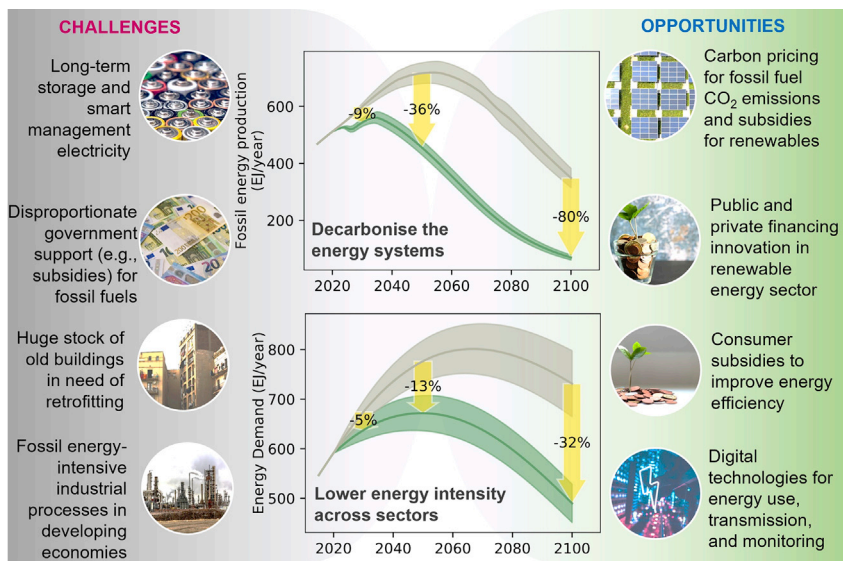 CHALLENGES
Long-term
storage and
smart
management
electricity
Disproportionate
government
support (e.g.,
subsidies) for
fossil fuels
Huge stock of
old buildings
in need of
retrofitting
Fossil energy-
intensive
industrial
processes in
developing
economies
Fossil energy production
(EJ/year)
600
400
200
-9%
-36%
-80%
Decarbonise the
energy systems
2020 2040 2060 2080 2100
Energy Demand (EJ/year)
800
700
600
500
-5%
-13%
-32%
Lower energy intensity
across sectors
2020 2040 2060 2080 2100
OPPORTUNITIES
Carbon pricing
for fossil fuel
CO₂ emissions
and subsidies
for renewables
Public and
private financing
innovation in
renewable
energy sector
Consumer
subsidies to
improve energy
efficiency
Digital
technologies for
energy use,
transmission,
and monitoring